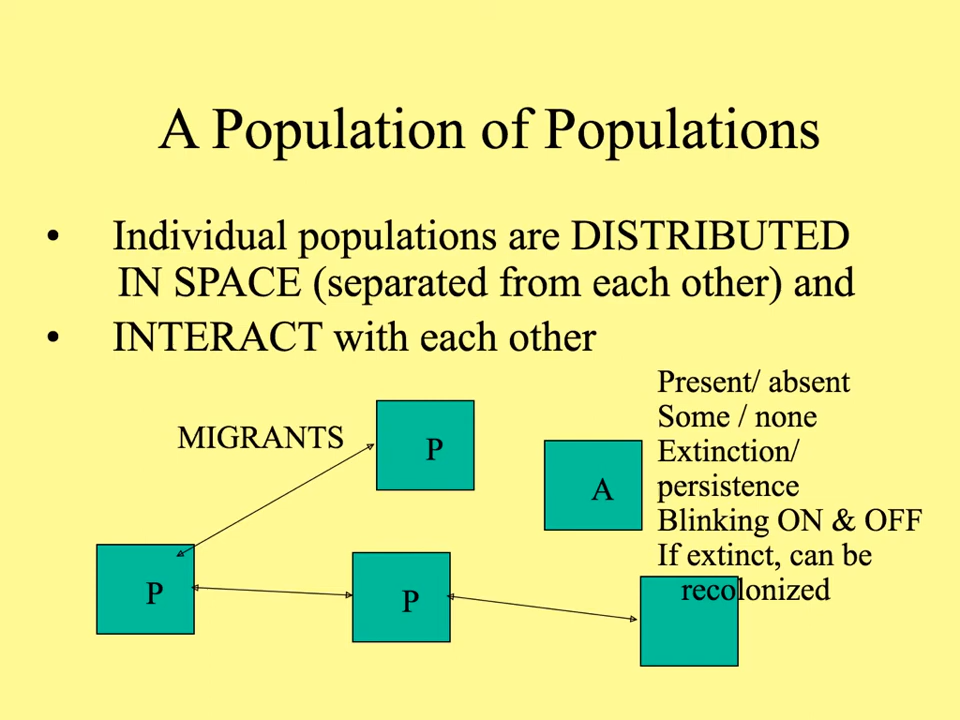 A Population of Populations
• Individual populations are DISTRIBUTED
IN SPACE (separated from each other) and
• INTERACT with each other
Present/ absent
Some / none
Extinction/
persistence
Blinking ON & OFF
If extinct, can be
recolonized
MIGRANTS
P
A
P
P